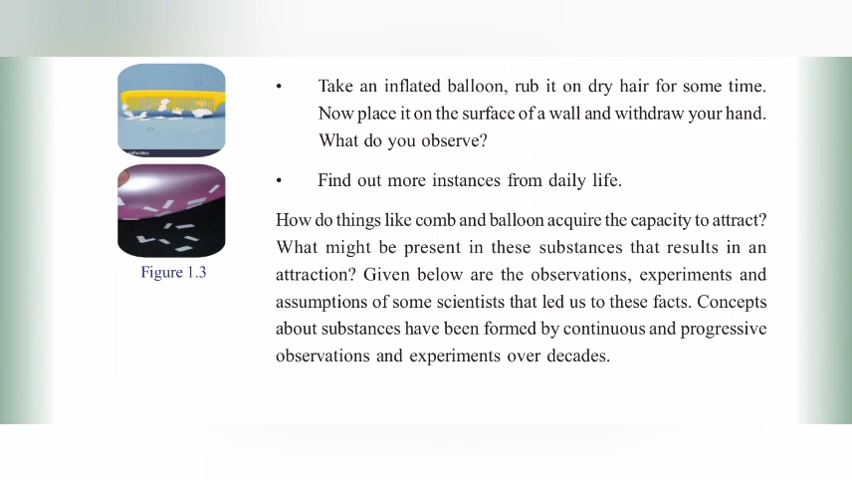 • Take an inflated balloon, rub it on dry hair for some time.
Now place it on the surface of a wall and withdraw your hand.
What do you observe?
• Find out more instances from daily life.
How do things like comb and balloon acquire the capacity to attract?
What might be present in these substances that results in an
attraction? Given below are the observations, experiments and
assumptions of some scientists that led us to these facts. Concepts
about substances have been formed by continuous and progressive
observations and experiments over decades.
Figure 1.3